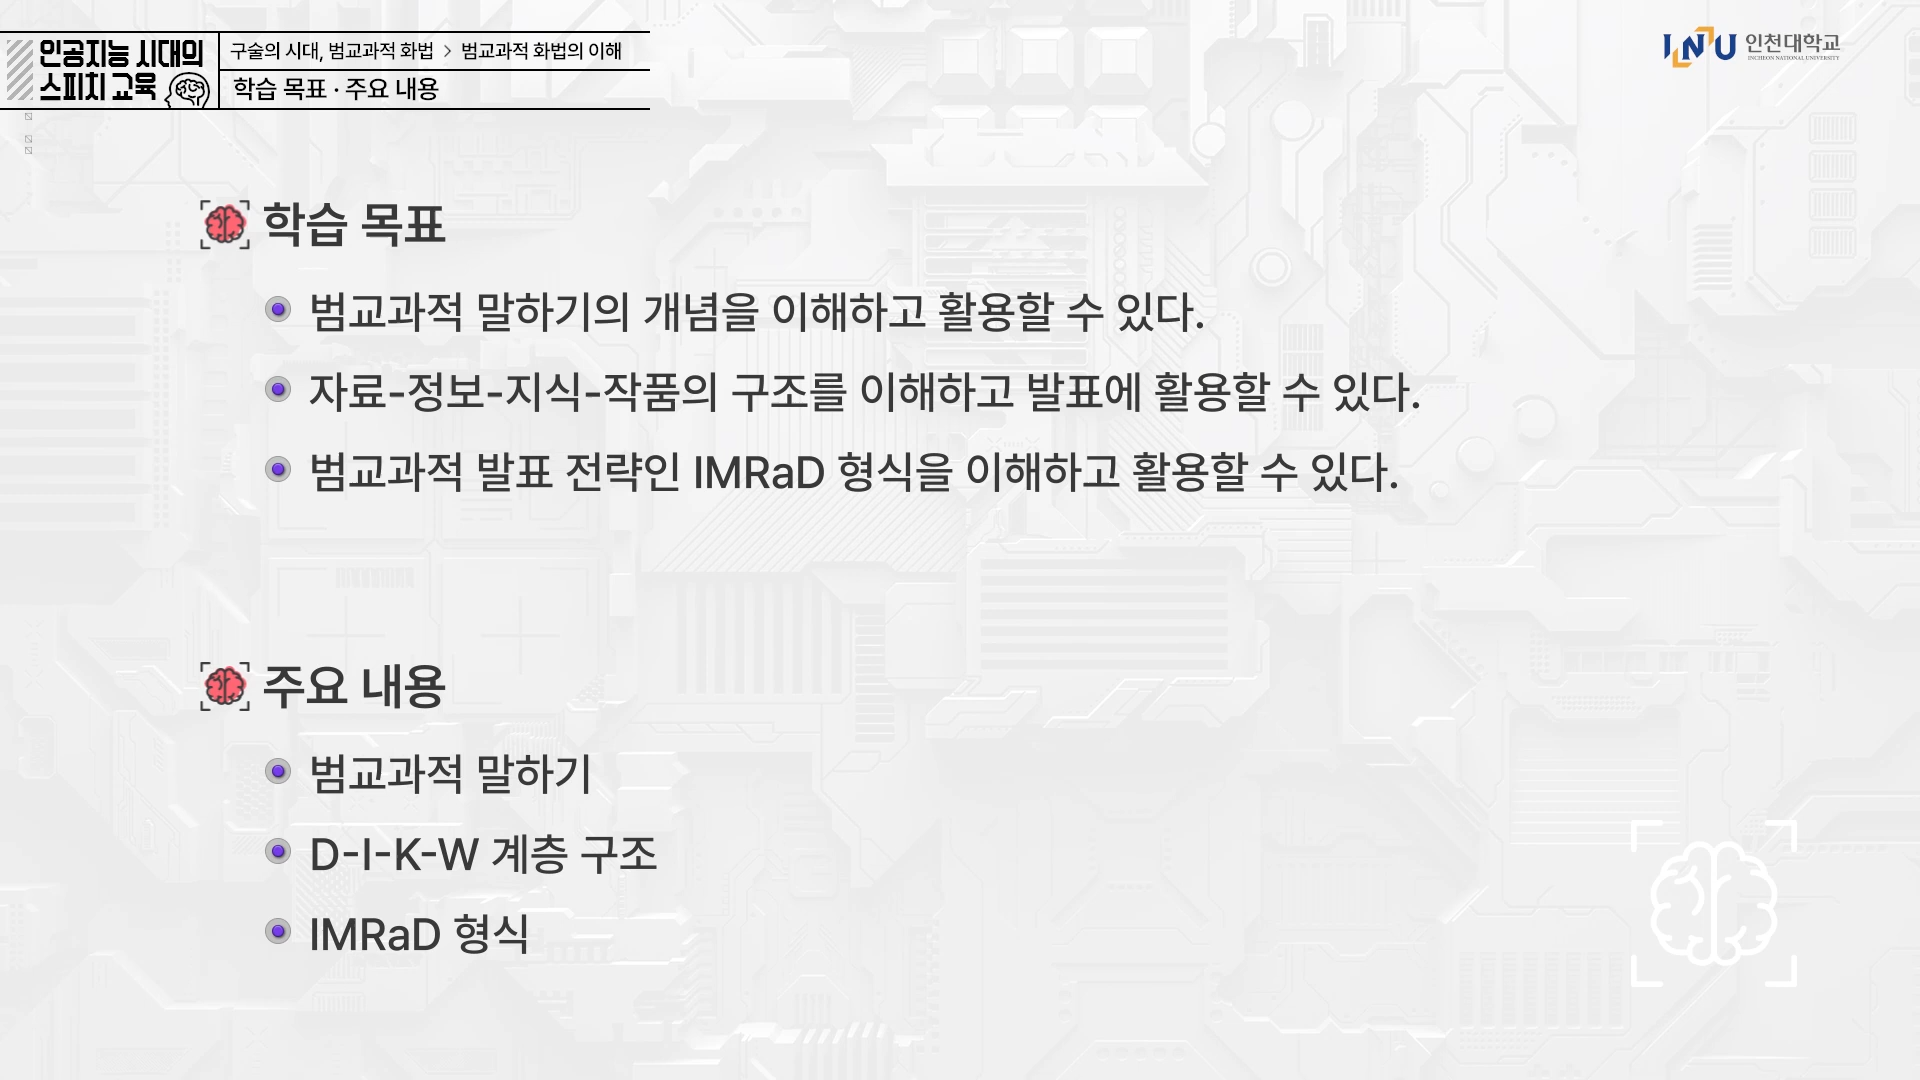 인공지능 시대의
스피치 교육
구술의 시대, 범교과적 화법 > 범교과적 화법의 이해
학습 목표 · 주요 내용
INU 인천대학교
INCHEON NATIONAL UNIVERSITY
학습 목표
범교과적 말하기의 개념을 이해하고 활용할 수 있다.
자료-정보-지식-작품의 구조를 이해하고 발표에 활용할 수 있다.
범교과적 발표 전략인 IMRaD 형식을 이해하고 활용할 수 있다.
주요 내용
범교과적 말하기
D-I-K-W 계층 구조
IMRaD 형식